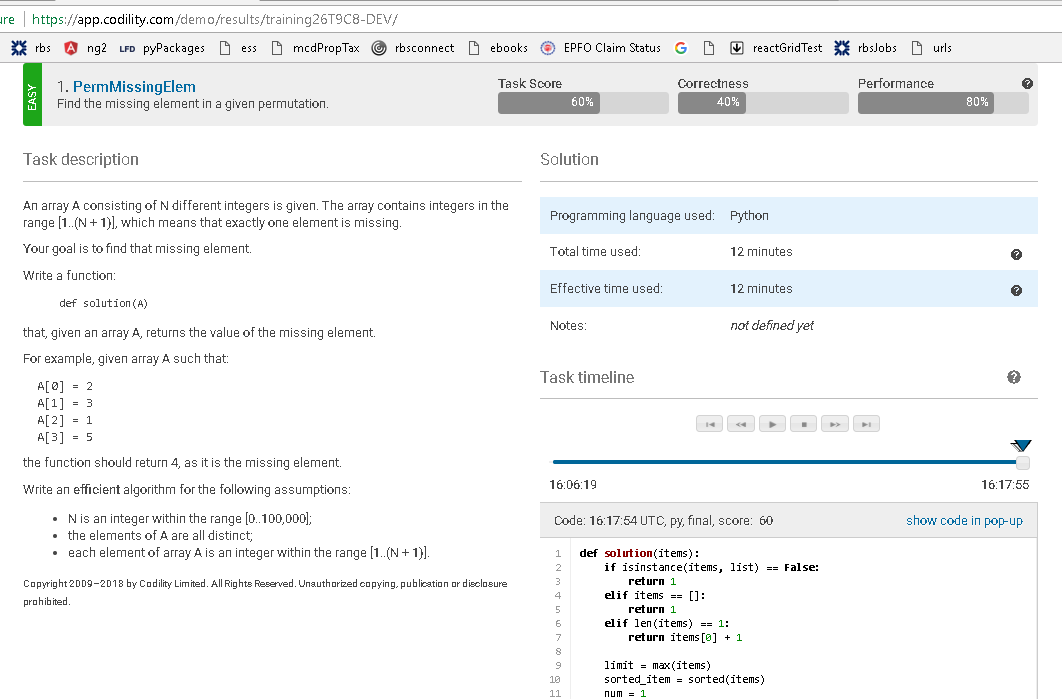 ure https://app.codility.com/demo/results/training26T9C8-DEV/
rbs ng2 LFD pyPackages ess mcdPropTax rbsconnect ebooks EPFO Claim Status reactGridTest rbsJobs urls
EASY
1. PermMissingElem
Find the missing element in a given permutation.
Task Score
60%
Correctness
40%
Performance
80%
Task description
An array A consisting of N different integers is given. The array contains integers in the
range [1..(N + 1)], which means that exactly one element is missing.
Your goal is to find that missing element.
Write a function:
def solution(A)
that, given an array A, returns the value of the missing element.
For example, given array A such that:
A[0] = 2
A[1] = 3
A[2] = 1
A[3] = 5
the function should return 4, as it is the missing element.
Write an efficient algorithm for the following assumptions:
• N is an integer within the range [0..100,000];
• the elements of A are all distinct;
• each element of array A is an integer within the range [1..(N + 1)].
Copyright 2009–2018 by Codility Limited. All Rights Reserved. Unauthorized copying, publication or disclosure
prohibited.
Solution
Programming language used: Python
Total time used: 12 minutes
Effective time used: 12 minutes
Notes: not defined yet
Task timeline
16:06:19 16:17:55
Code: 16:17:54 UTC, py, final, score: 60 show code in pop-up
1 def solution(items):
2 if isinstance(items, list) == False:
3 return 1
4 elif items == []:
5 return 1
6 elif len(items) == 1:
7 return items[0] + 1
8
9 limit = max(items)
10 sorted_item = sorted(items)
11 num = 1